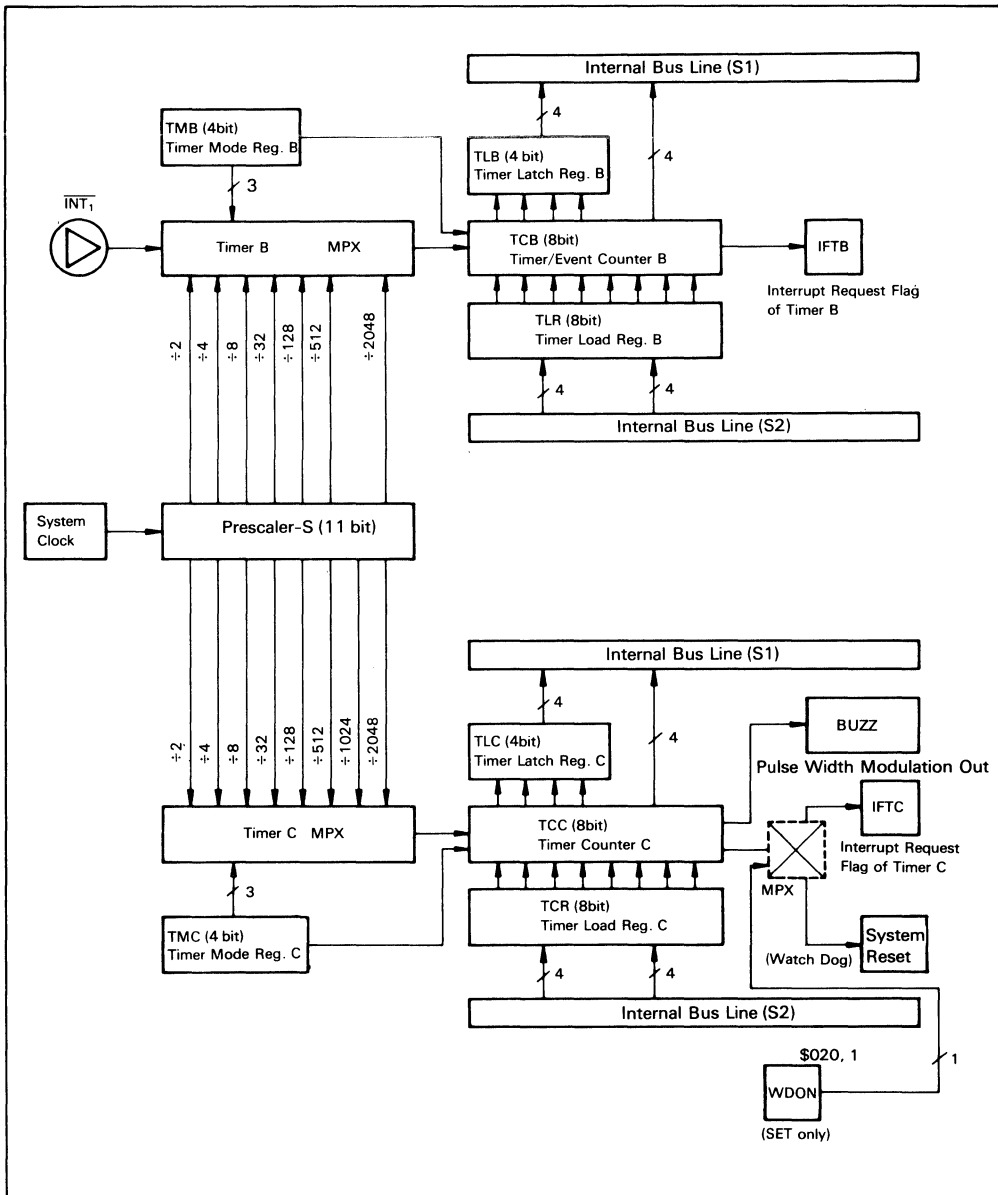 Internal Bus Line (S1)
4
4
TMB (4bit)
Timer Mode Reg. B
TLB (4 bit)
Timer Latch Reg. B
3
INT1
Timer B MPX
TCB (8bit)
Timer/Event Counter B
IFTB
Interrupt Request Flag
of Timer B
TLR (8bit)
Timer Load Reg. B
÷2
÷4
÷8
÷32
÷128
÷512
÷2048
4
4
Internal Bus Line (S2)
System
Clock
Prescaler-S (11 bit)
Internal Bus Line (S1)
4
4
÷2
÷4
÷8
÷32
÷128
÷512
÷1024
÷2048
TLC (4bit)
Timer Latch Reg. C
BUZZ
Pulse Width Modulation Out
Timer C MPX
TCC (8bit)
Timer Counter C
IFTC
Interrupt Request
Flag of Timer C
MPX
3
TMC (4 bit)
Timer Mode Reg. C
TCR (8bit)
Timer Load Reg. C
System
Reset
(Watch Dog)
4
4
Internal Bus Line (S2)
$020, 1
1
WDON
(SET only)